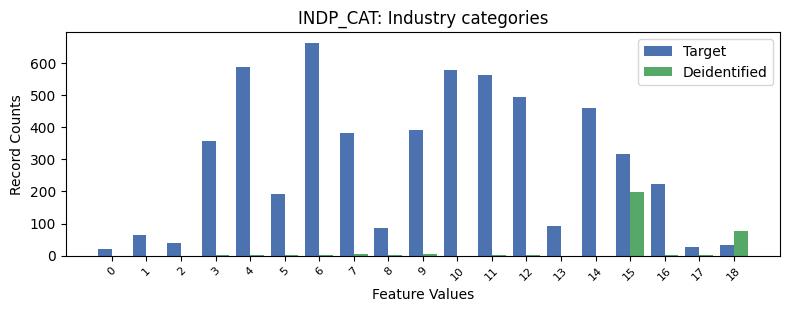 INDP_CAT: Industry categories
Target
Deidentified
Record Counts
600
500
400
300
200
100
0
0 1 2 3 4 5 6 7 8 9 10 11 12 13 14 15 16 17 18
Feature Values